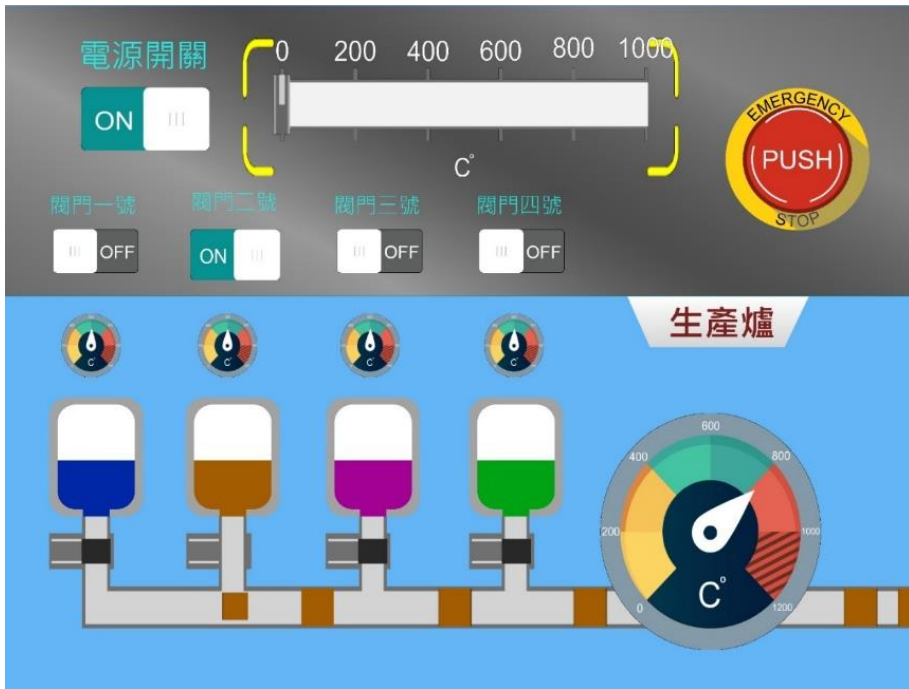 電源開關
0 200 400 600 800 1000
ON
C°
EMERGENCY
PUSH
STOP
閥門一號 閥門二號 閥門三號 閥門四號
OFF ON OFF OFF
生產爐
C° C° C° C°
600
400 800
200 1000
C°
0 1200